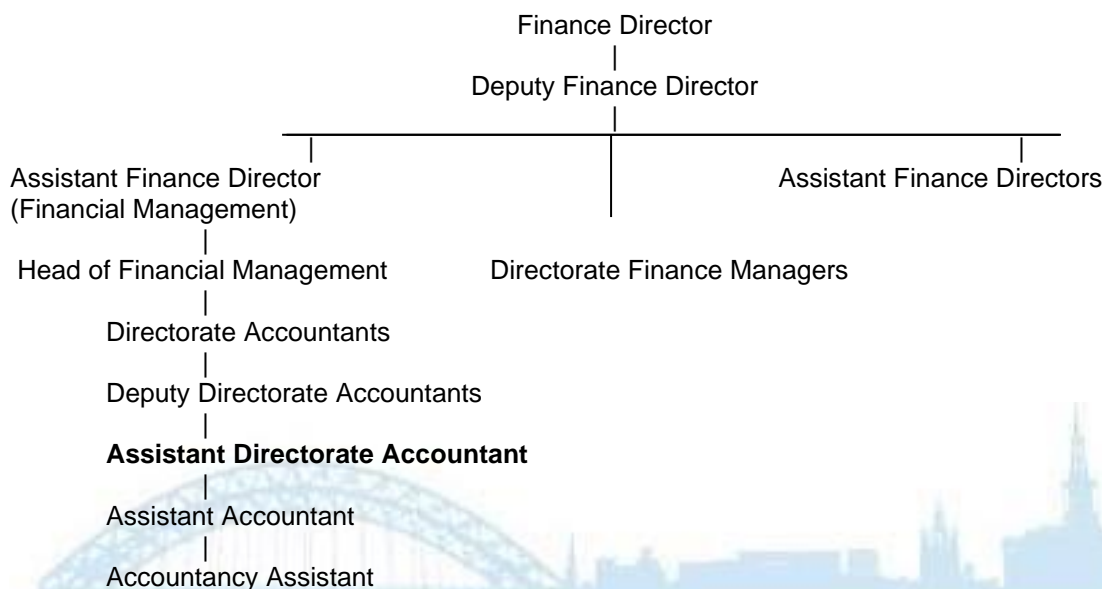 Finance Director
Deputy Finance Director
Assistant Finance Director
(Financial Management)
Assistant Finance Directors
Head of Financial Management
Directorate Finance Managers
Directorate Accountants
Deputy Directorate Accountants
Assistant Directorate Accountant
Assistant Accountant
Accountancy Assistant